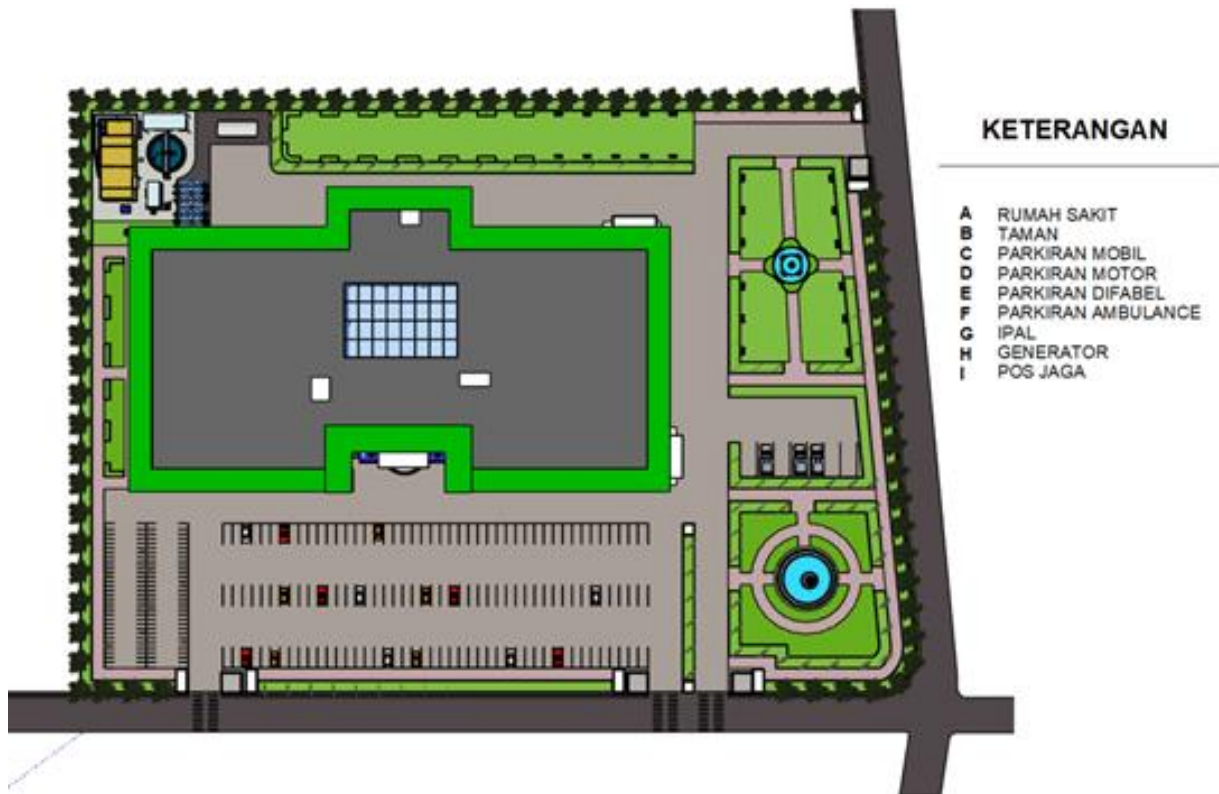 KETERANGAN
A RUMAH SAKIT
B TAMAN
C PARKIRAN MOBIL
D PARKIRAN MOTOR
E PARKIRAN DIFABEL
F PARKIRAN AMBULANCE
G IPAL
H GENERATOR
I POS JAGA